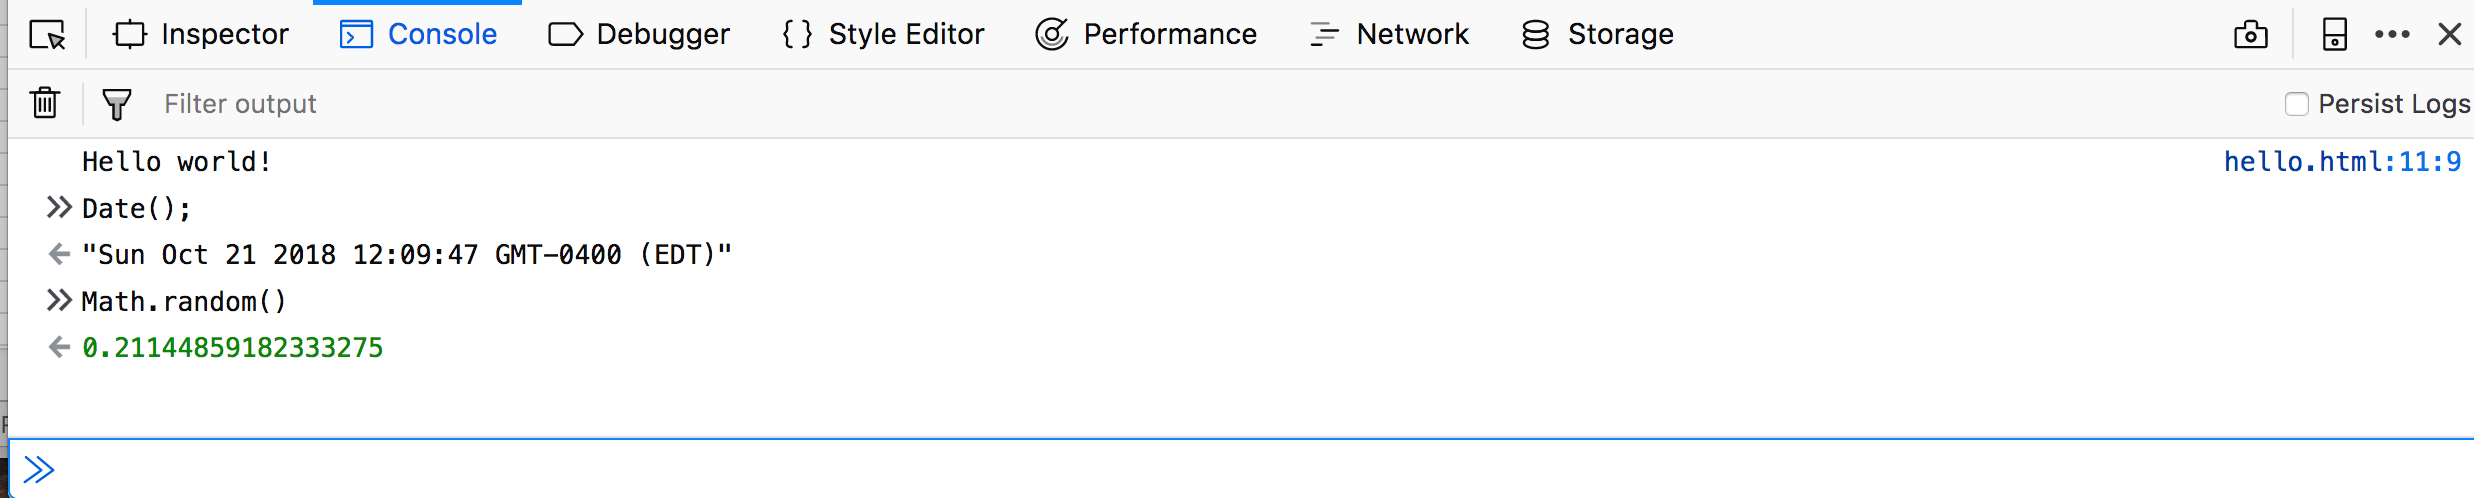 Inspector Console Debugger { } Style Editor Performance Network Storage
Filter output Persist Logs
Hello world! hello.html:11:9
Date();
"Sun Oct 21 2018 12:09:47 GMT-0400 (EDT)"
Math.random()
0.21144859182333275